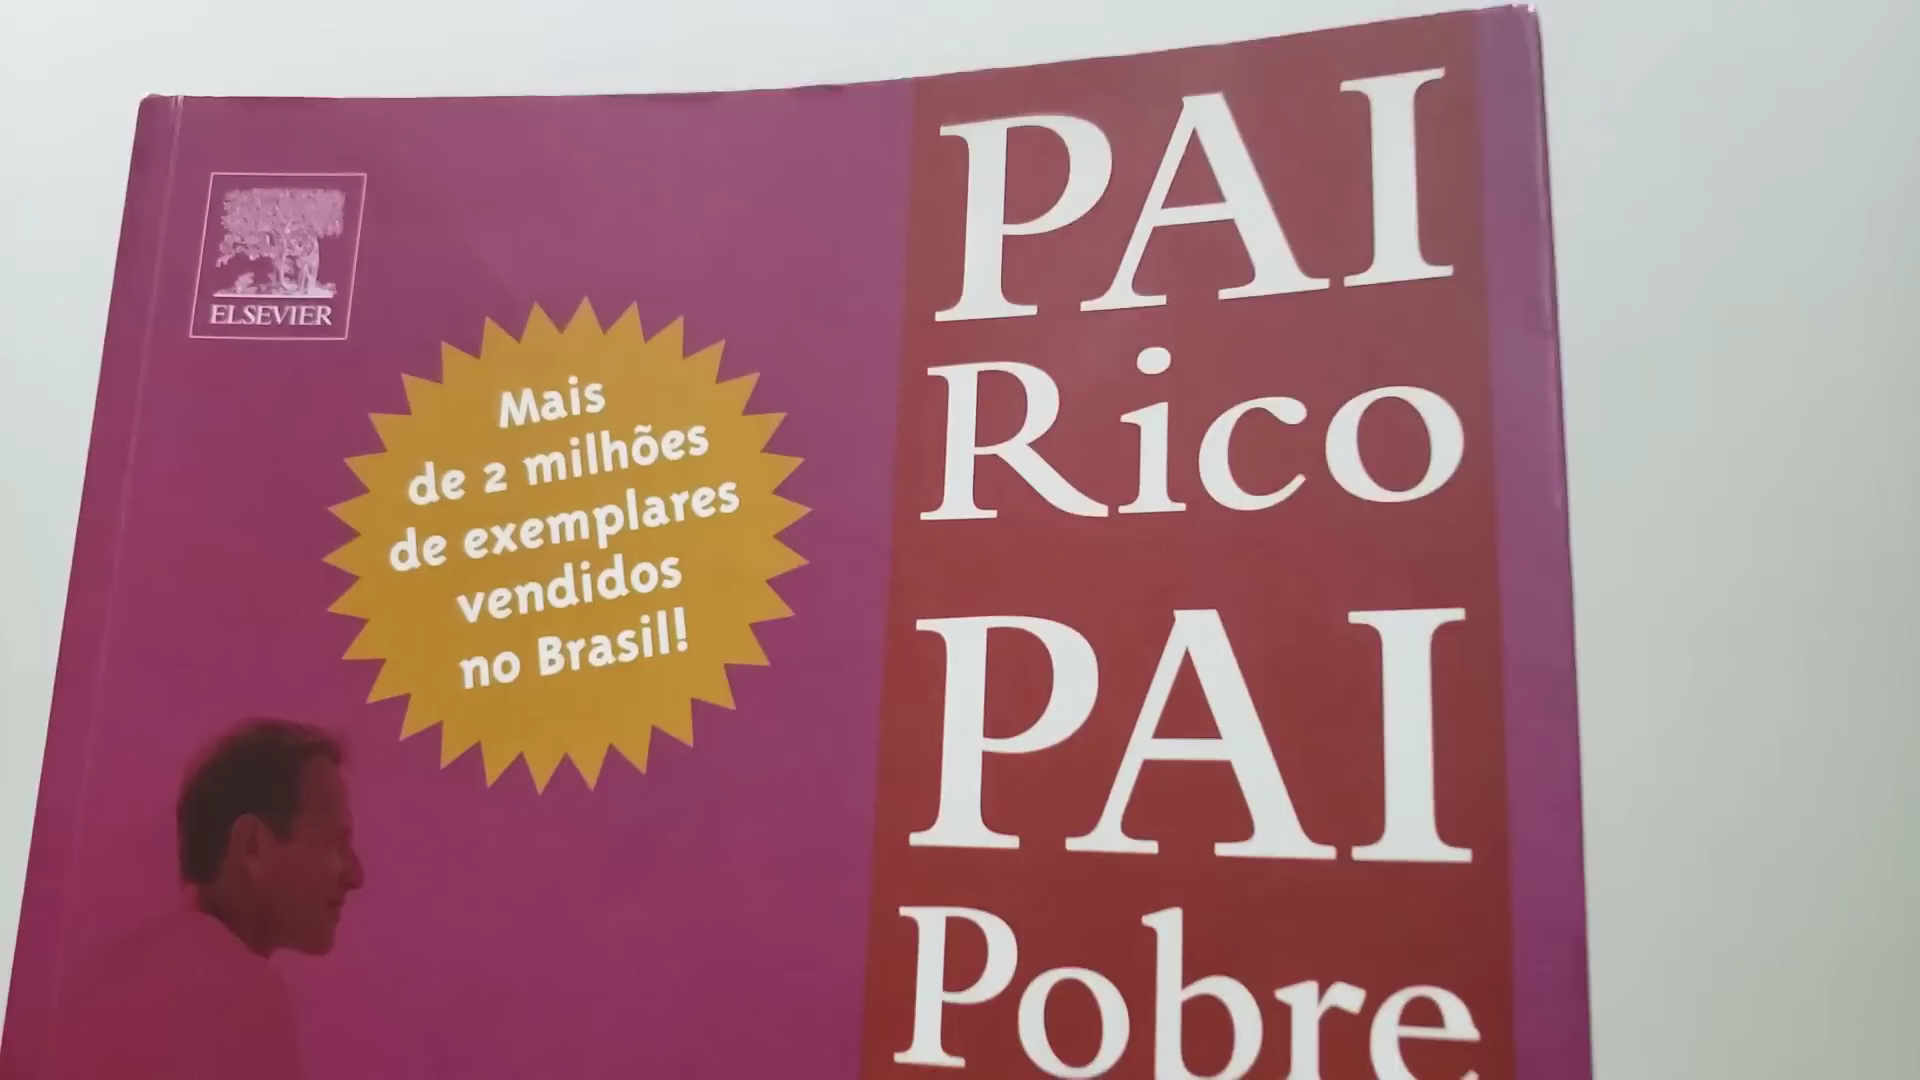 ELSEVIER
Mais
de 2 milhões
de exemplares
vendidos
no Brasil!
PAI
Rico
PAI
Pobre